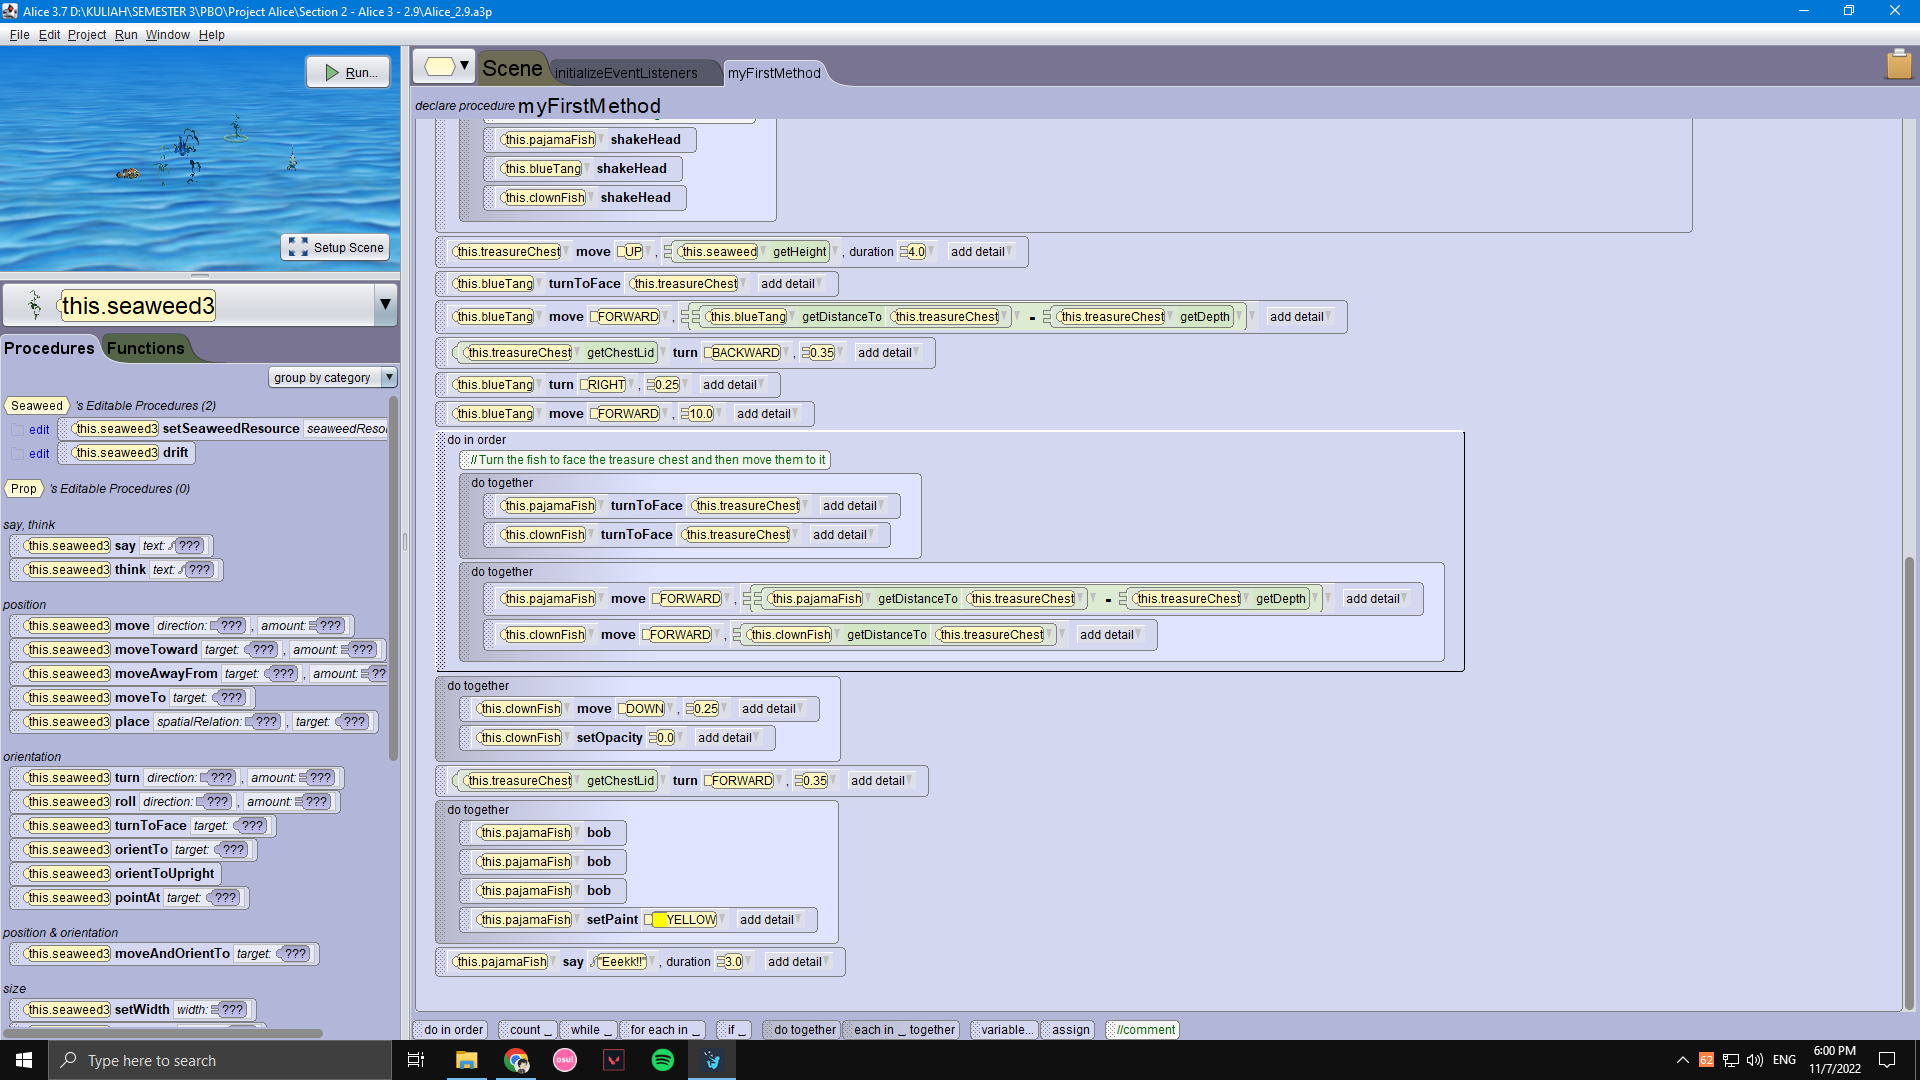 Alice 3.7 D:\KULIAH\SEMESTER 3\PBO\Project Alice\Section 2 - Alice 3 - 2.9\Alice_2.9.a3p
File Edit Project Run Window Help
Run...
Setup Scene
this.seaweed3
Procedures Functions
group by category
Seaweed 's Editable Procedures (2)
edit this.seaweed3 setSeaweedResource
edit this.seaweed3 drift
Prop 's Editable Procedures (0)
say, think
this.seaweed3 say text: ???
this.seaweed3 think text: ???
position
this.seaweed3 move direction: ??? , amount: ???
this.seaweed3 moveToward target: ??? , amount: ???
this.seaweed3 moveAwayFrom target: ??? , amount: ??
this.seaweed3 moveTo target: ???
this.seaweed3 place spatialRelation: ??? , target: ???
orientation
this.seaweed3 turn direction: ??? , amount: ???
this.seaweed3 roll direction: ??? , amount: ???
this.seaweed3 turnToFace target: ???
this.seaweed3 orientTo target: ???
this.seaweed3 orientToUpright
this.seaweed3 pointAt target: ???
position & orientation
this.seaweed3 moveAndOrientTo target: ???
size
this.seaweed3 setWidth width: ???
Scene initializeEventListeners myFirstMethod
declare procedure myFirstMethod
this.pajamaFish shakeHead
this.blueTang shakeHead
this.clownFish shakeHead
this.treasureChest move UP , this.seaweed getHeight , duration 4.0 add detail
this.blueTang turnToFace this.treasureChest add detail
this.blueTang move FORWARD , this.blueTang getDistanceTo this.treasureChest - this.treasureChest getDepth add detail
this.treasureChest getChestLid turn BACKWARD , 0.35 add detail
this.blueTang turn RIGHT , 0.25 add detail
this.blueTang move FORWARD , 10.0 add detail
do in order
// Turn the fish to face the treasure chest and then move them to it
do together
this.pajamaFish turnToFace this.treasureChest add detail
this.clownFish turnToFace this.treasureChest add detail
do together
this.pajamaFish move FORWARD , this.pajamaFish getDistanceTo this.treasureChest - this.treasureChest getDepth add detail
this.clownFish move FORWARD , this.clownFish getDistanceTo this.treasureChest add detail
do together
this.clownFish move DOWN , 0.25 add detail
this.clownFish setOpacity 0.0 add detail
this.treasureChest getChestLid turn FORWARD , 0.35 add detail
do together
this.pajamaFish bob
this.pajamaFish bob
this.pajamaFish bob
this.pajamaFish setPaint YELLOW add detail
this.pajamaFish say "Eeekk!!" , duration 3.0 add detail
do in order count _ while _ for each in _ if _ do together each in _ together variable... assign //comment
Type here to search
osu!
62
ENG
6:00 PM
11/7/2022